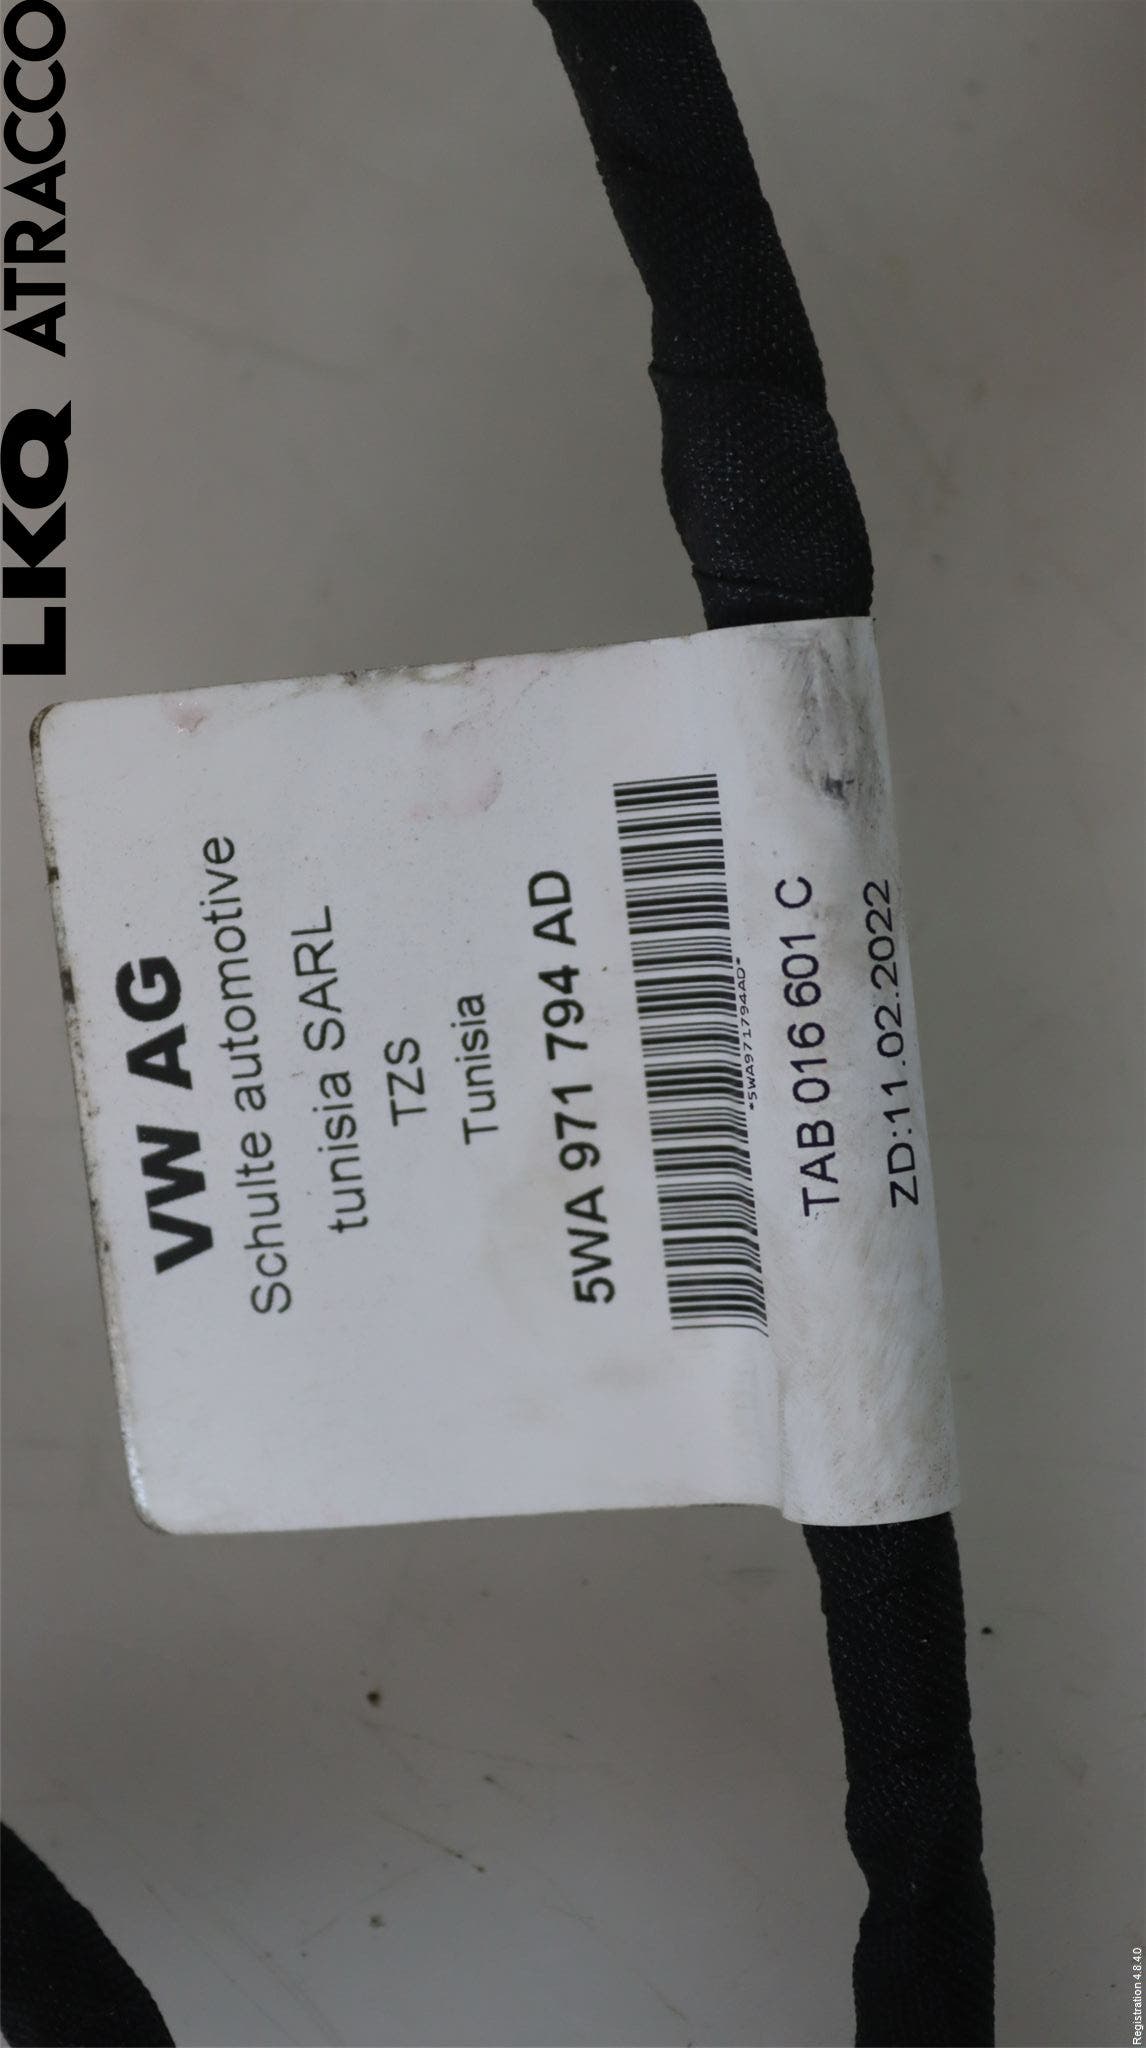 LKQ ATRACCO
VW AG
Schulte automotive
tunisia SARL
TZS
Tunisia
5WA 971 794 AD
*5WA971794AD*
TAB 016 601 C
ZD:11.02.2022
Registration 4.8.4.0